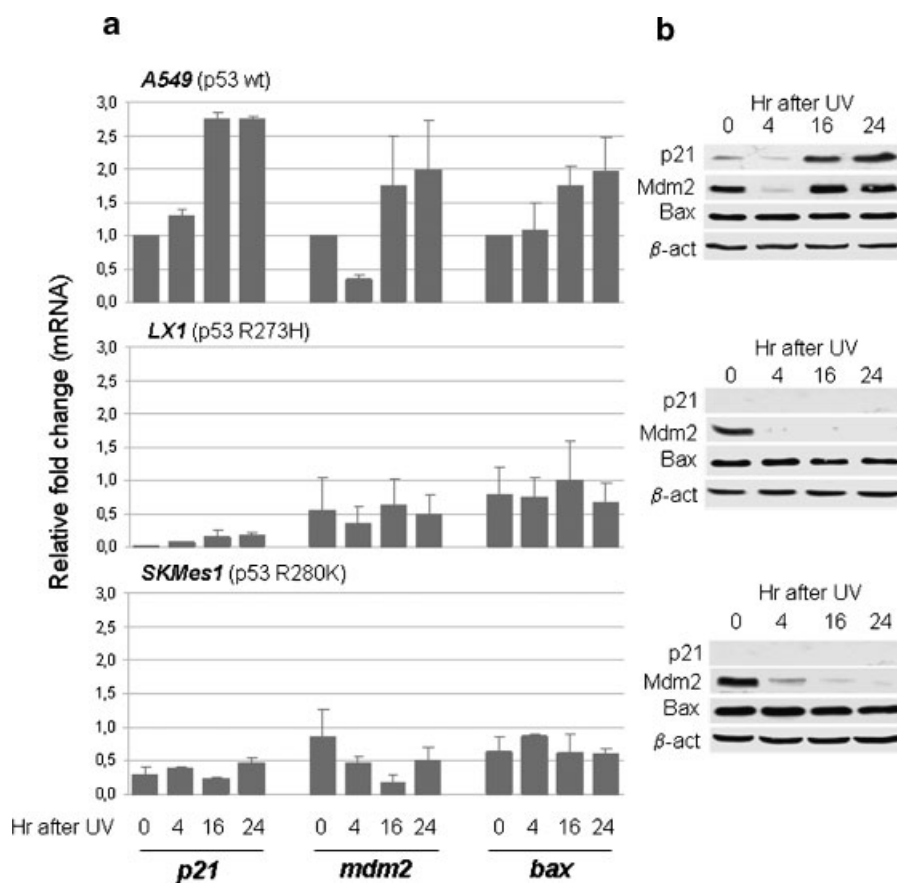 a
Relative fold change (mRNA)
A549 (p53 wt)
3,0
2,5
2,0
1,5
1,0
0,5
0,0
LX1 (p53 R273H)
3,0
2,5
2,0
1,5
1,0
0,5
0,0
SKMes1 (p53 R280K)
3,0
2,5
2,0
1,5
1,0
0,5
0,0
Hr after UV 0 4 16 24 0 4 16 24 0 4 16 24
p21 mdm2 bax
b
Hr after UV
0 4 16 24
p21
Mdm2
Bax
β-act
Hr after UV
0 4 16 24
p21
Mdm2
Bax
β-act
Hr after UV
0 4 16 24
p21
Mdm2
Bax
β-act